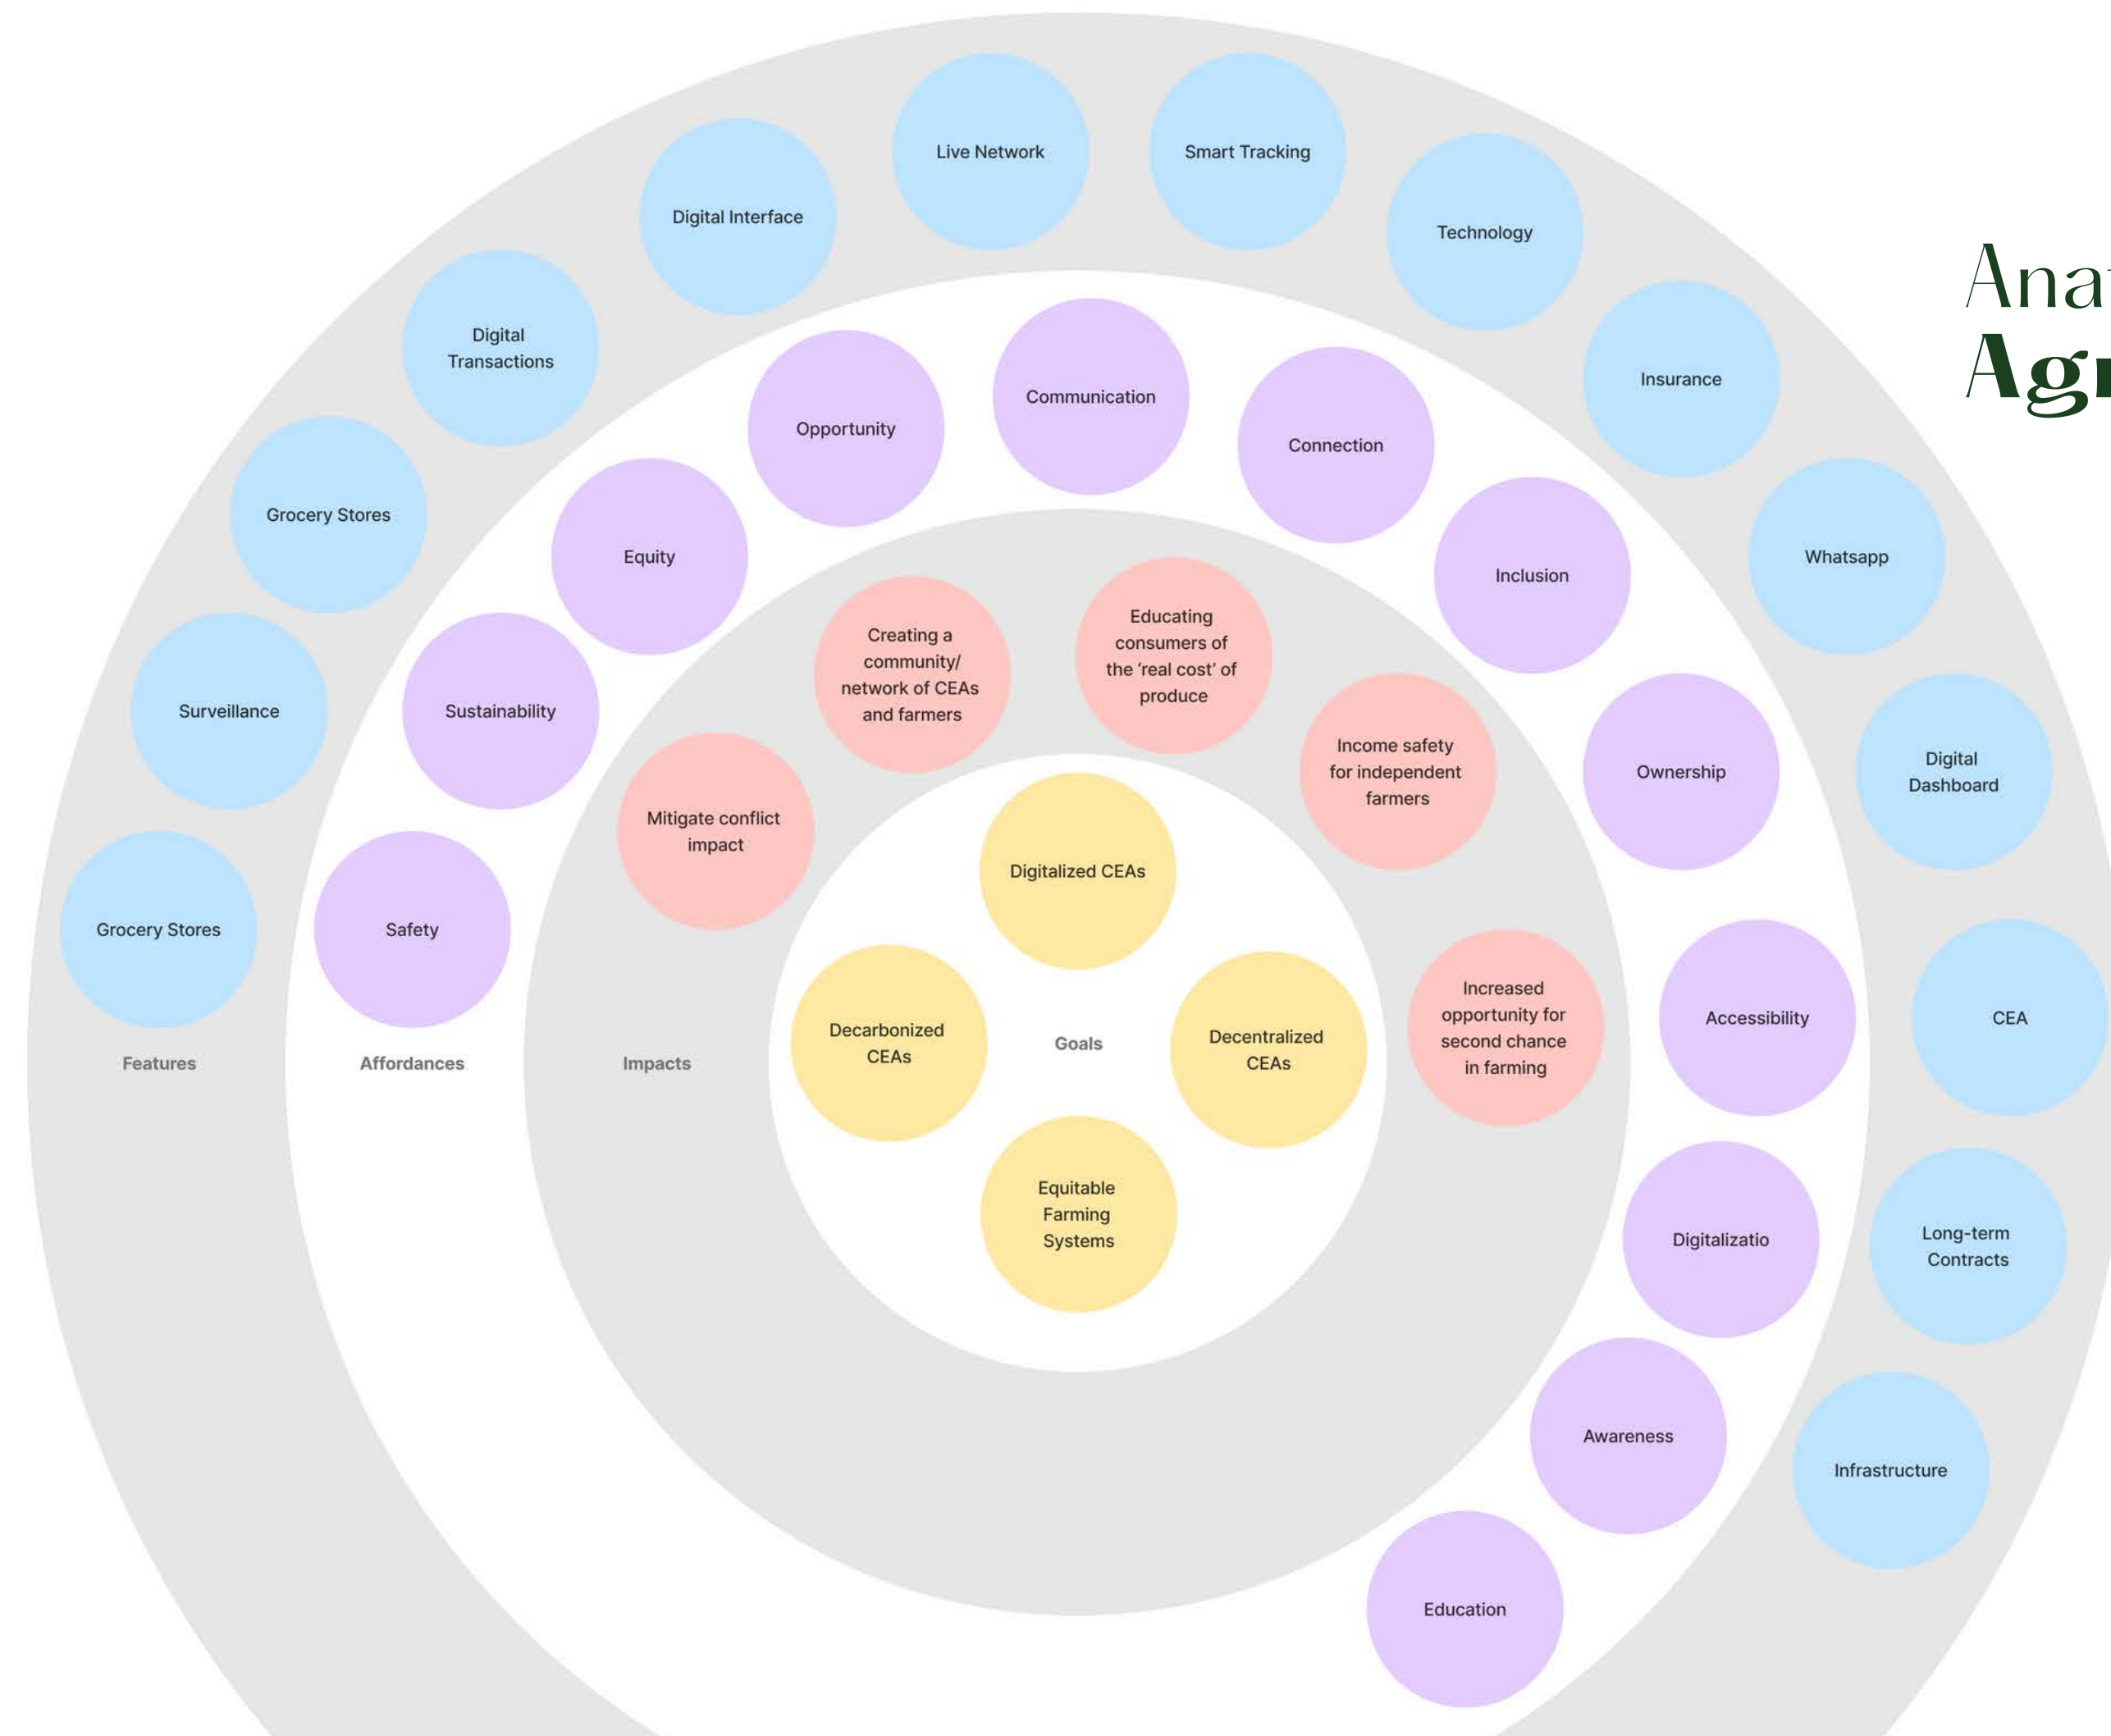 Live Network
Smart Tracking
Digital Interface
Technology
Digital
Transactions
Insurance
Grocery Stores
Whatsapp
Surveillance
Digital
Dashboard
Grocery Stores
CEA
Long-term
Contracts
Infrastructure
Features
Communication
Opportunity
Connection
Equity
Inclusion
Sustainability
Ownership
Safety
Accessibility
Digitalizatio
Awareness
Education
Affordances
Creating a
community/
network of CEAs
and farmers
Educating
consumers of
the ‘real cost’ of
produce
Income safety
for independent
farmers
Mitigate conflict
impact
Increased
opportunity for
second chance
in farming
Impacts
Digitalized CEAs
Decarbonized
CEAs
Goals
Decentralized
CEAs
Equitable
Farming
Systems